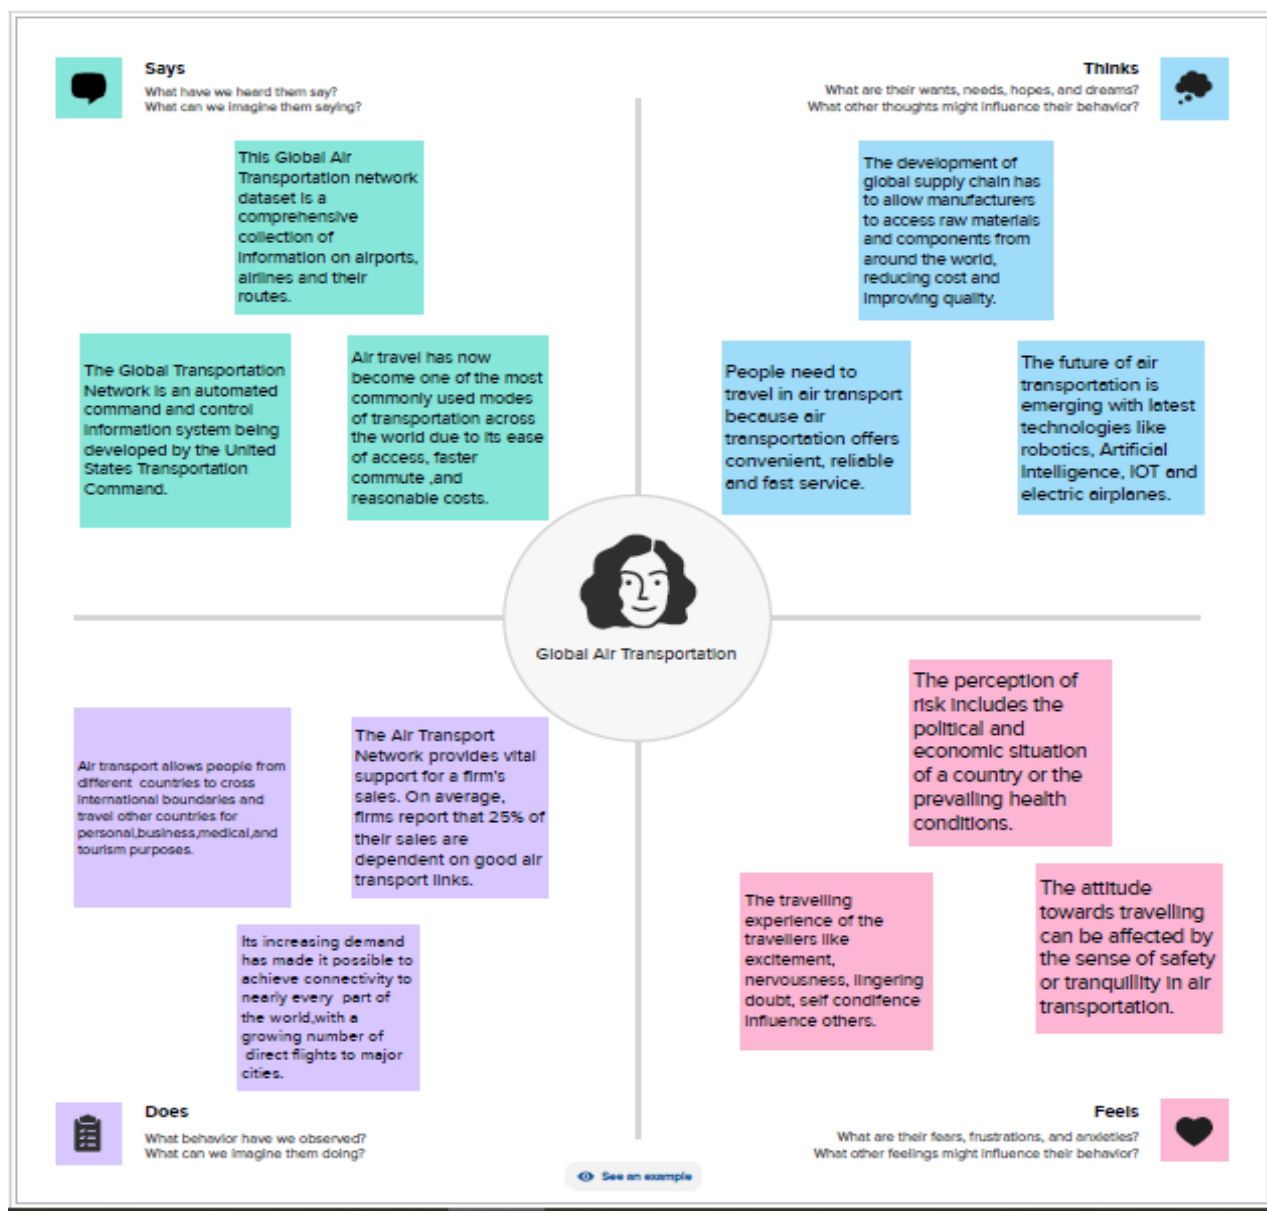 Says
What have we heard them say?
What can we imagine them saying?
This Global Air
Transportation network
dataset is a
comprehensive
collection of
information on airports,
airlines and their
routes.
The Global Transportation
Network is an automated
command and control
information system being
developed by the United
States Transportation
Command.
Air travel has now
become one of the most
commonly used modes
of transportation across
the world due to its ease
of access, faster
commute ,and
reasonable costs.
Thinks
What are their wants, needs, hopes, and dreams?
What other thoughts might influence their behavior?
The development of
global supply chain has
to allow manufacturers
to access raw materials
and components from
around the world,
reducing cost and
improving quality.
People need to
travel in air transport
because air
transportation offers
convenient, reliable
and fast service.
The future of air
transportation is
emerging with latest
technologies like
robotics, Artificial
Intelligence, IOT and
electric airplanes.
Global Air Transportation
Air transport allows people from
different  countries to cross
international boundaries and
travel other countries for
personal,business,medical,and
tourism purposes.
The Air Transport
Network provides vital
support for a firm's
sales. On average,
firms report that 25% of
their sales are
dependent on good air
transport links.
Its increasing demand
has made it possible to
achieve connectivity to
nearly every  part of
the world,with a
growing number of
direct flights to major
cities.
Does
What behavior have we observed?
What can we imagine them doing?
The perception of
risk includes the
political and
economic situation
of a country or the
prevailing health
conditions.
The travelling
experience of the
travellers like
excitement,
nervousness, lingering
doubt, self condifence
influence others.
The attitude
towards travelling
can be affected by
the sense of safety
or tranquility in air
transportation.
Feels
What are their fears, frustrations, and anxieties?
What other feelings might influence their behavior?
See an example